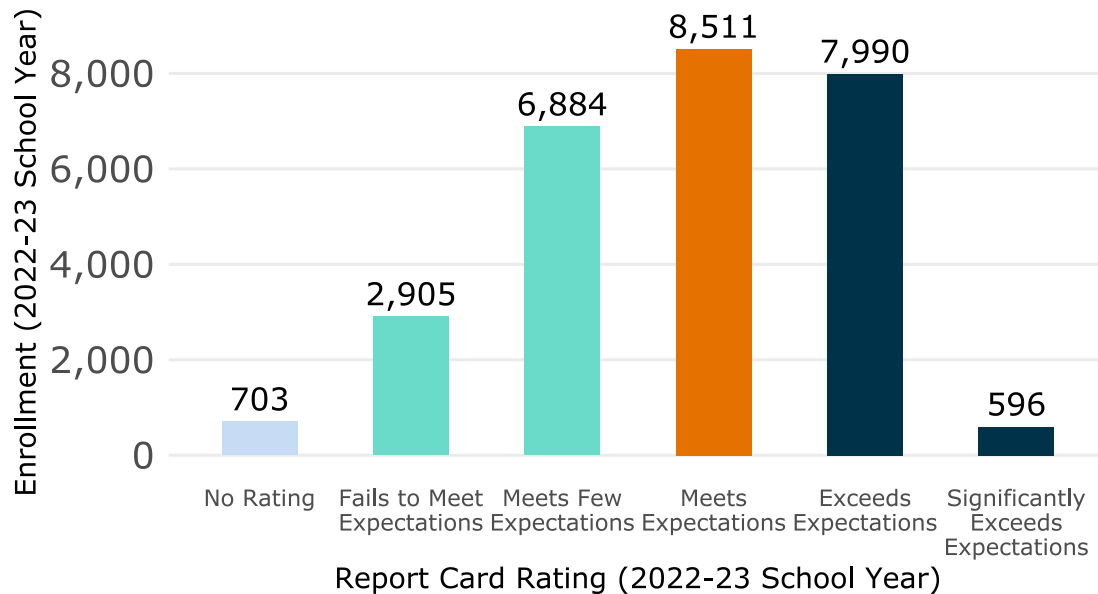 Enrollment (2022-23 School Year)
8,000
6,000
4,000
2,000
0
703
2,905
6,884
8,511
7,990
596
No Rating
Fails to Meet
Expectations
Meets Few
Expectations
Meets
Expectations
Exceeds
Expectations
Significantly
Exceeds
Expectations
Report Card Rating (2022-23 School Year)